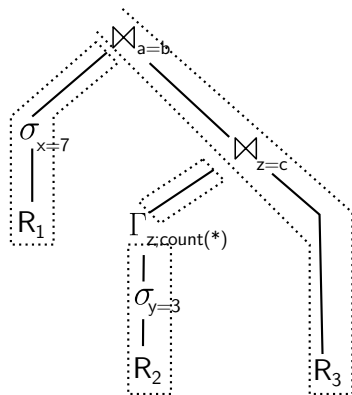 ⋈a=b
σx=7
⋈z=c
R1
Γz;count(*)
σy=3
R2
R3